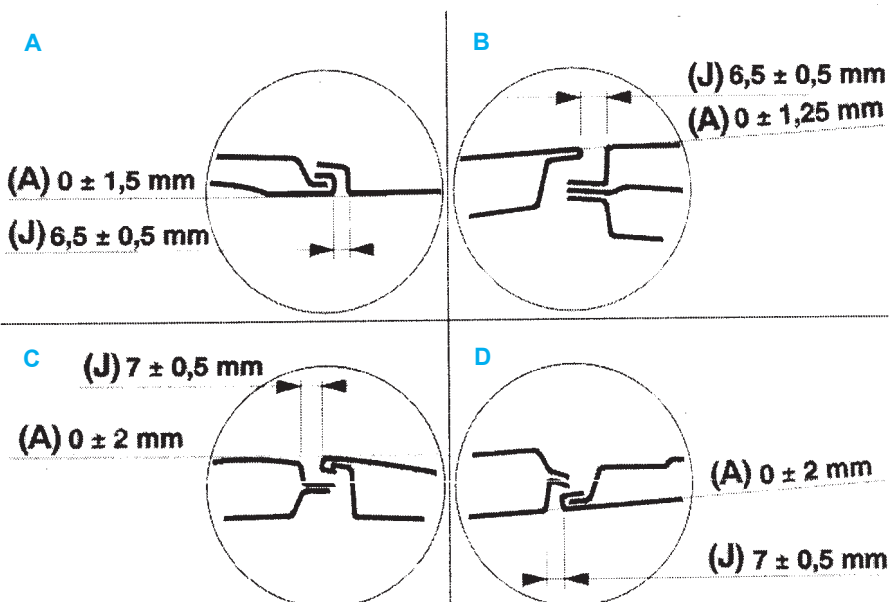 A
(A) 0 ± 1,5 mm
(J) 6,5 ± 0,5 mm
B
(J) 6,5 ± 0,5 mm
(A) 0 ± 1,25 mm
C
(J) 7 ± 0,5 mm
(A) 0 ± 2 mm
D
(A) 0 ± 2 mm
(J) 7 ± 0,5 mm